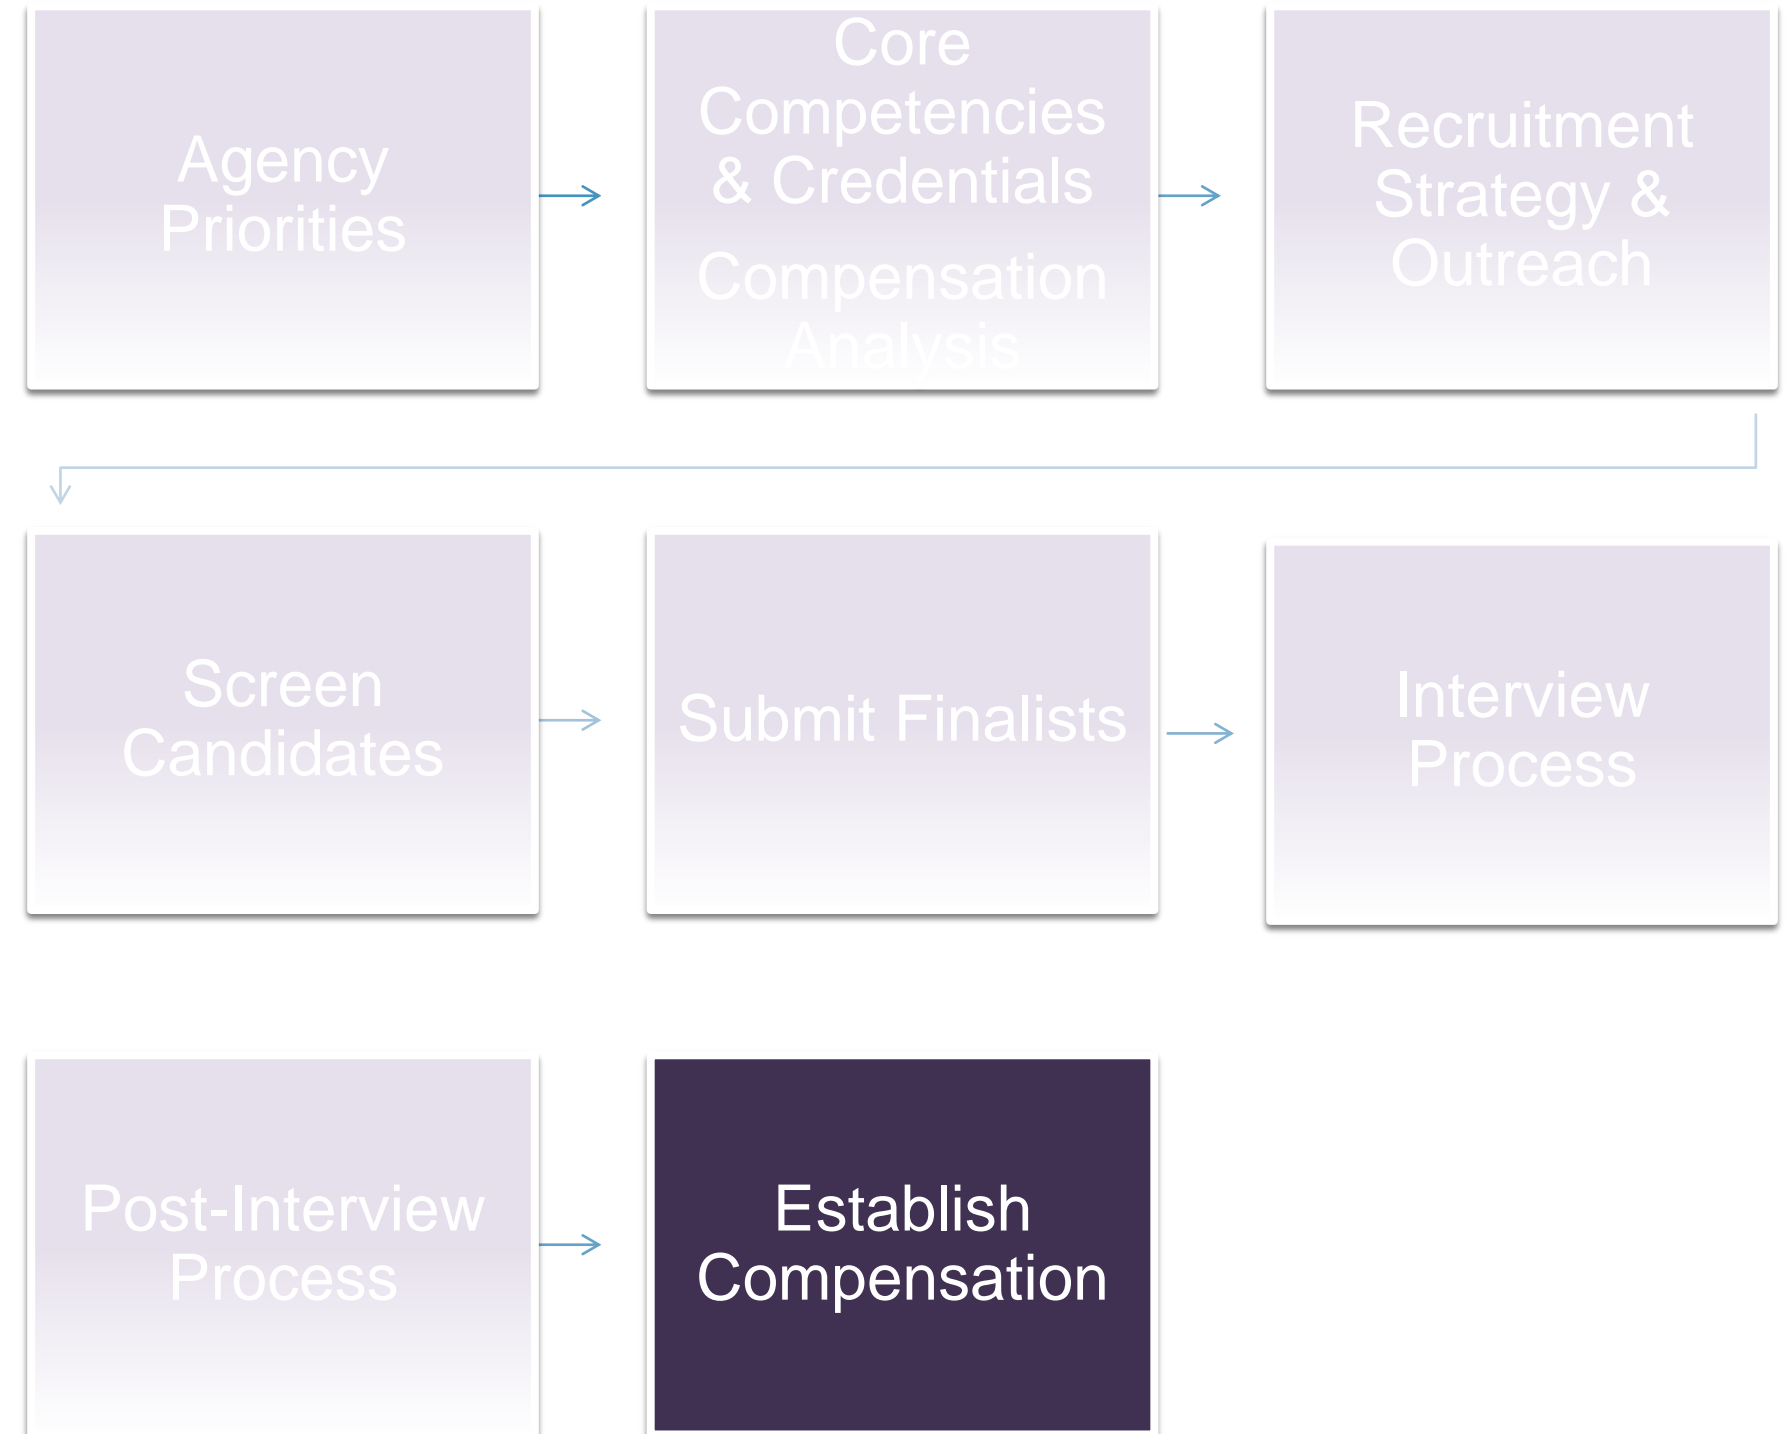 Agency
Priorities
Core
Competencies
& Credentials
Compensation
Analysis
Recruitment
Strategy &
Outreach
Screen
Candidates
Submit Finalists
Interview
Process
Post-Interview
Process
Establish
Compensation